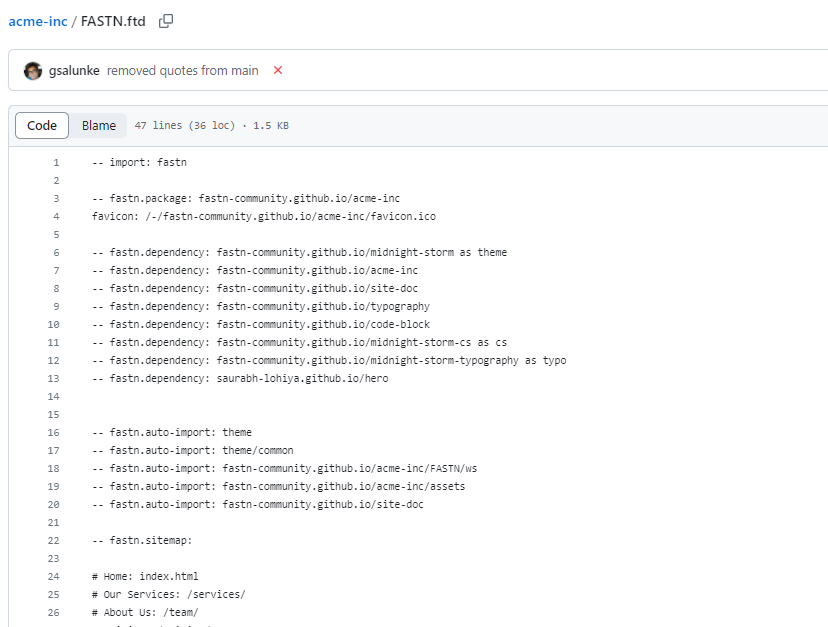 acme-inc / FASTN.ftd
gsalunke removed quotes from main
Code Blame 47 lines (36 loc) · 1.5 KB
1 -- import: fastn
2
3 -- fastn.package: fastn-community.github.io/acme-inc
4 favicon: /-/fastn-community.github.io/acme-inc/favicon.ico
5
6 -- fastn.dependency: fastn-community.github.io/midnight-storm as theme
7 -- fastn.dependency: fastn-community.github.io/acme-inc
8 -- fastn.dependency: fastn-community.github.io/site-doc
9 -- fastn.dependency: fastn-community.github.io/typography
10 -- fastn.dependency: fastn-community.github.io/code-block
11 -- fastn.dependency: fastn-community.github.io/midnight-storm-cs as cs
12 -- fastn.dependency: fastn-community.github.io/midnight-storm-typography as typo
13 -- fastn.dependency: saurabh-lohiya.github.io/hero
14
15
16 -- fastn.auto-import: theme
17 -- fastn.auto-import: theme/common
18 -- fastn.auto-import: fastn-community.github.io/acme-inc/FASTN/ws
19 -- fastn.auto-import: fastn-community.github.io/acme-inc/assets
20 -- fastn.auto-import: fastn-community.github.io/site-doc
21
22 -- fastn.sitemap:
23
24 # Home: index.html
25 # Our Services: /services/
26 # About Us: /team/